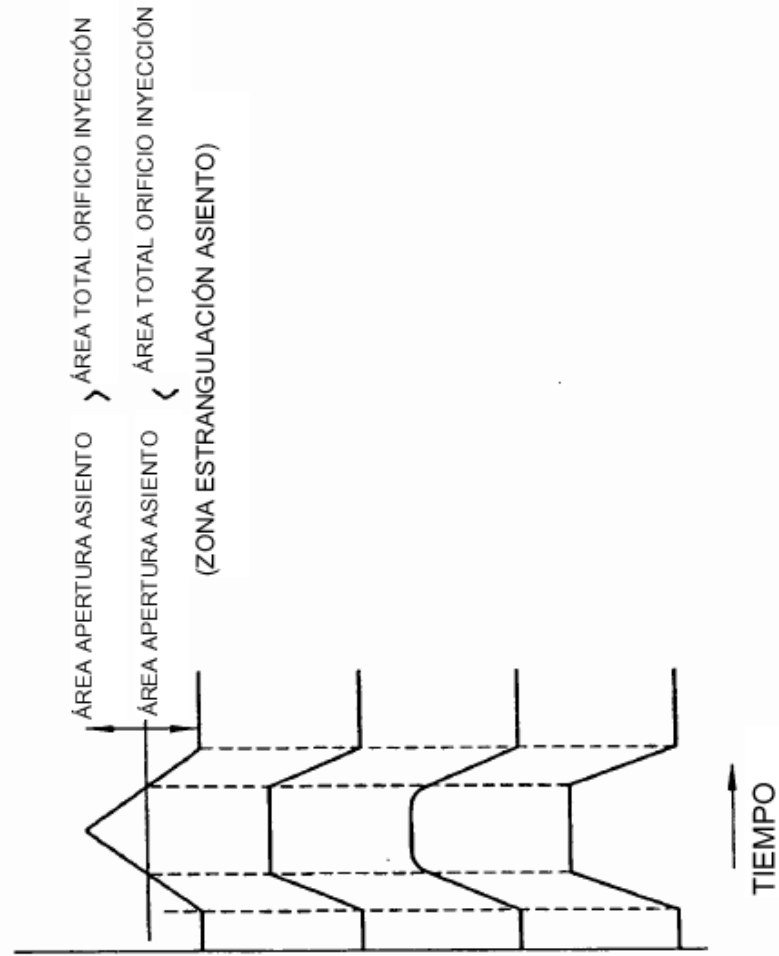 ÁREA APERTURA ASIENTO > ÁREA TOTAL ORIFICIO INYECCIÓN
ÁREA APERTURA ASIENTO < ÁREA TOTAL ORIFICIO INYECCIÓN
(ZONA ESTRANGULACIÓN ASIENTO)
TIEMPO